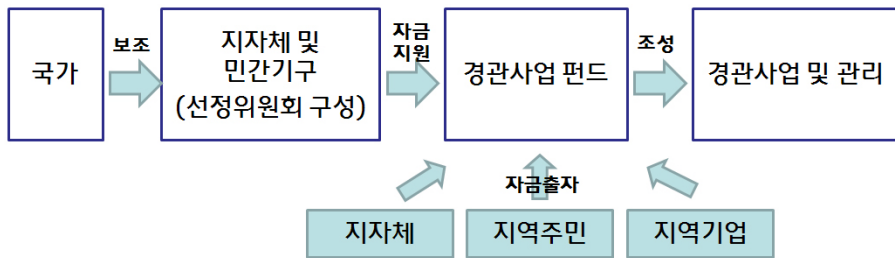 국가
보조
지자체 및
민간기구
(선정위원회 구성)
자금
지원
경관사업 펀드
조성
경관사업 및 관리
자금출자
지자체
지역주민
지역기업